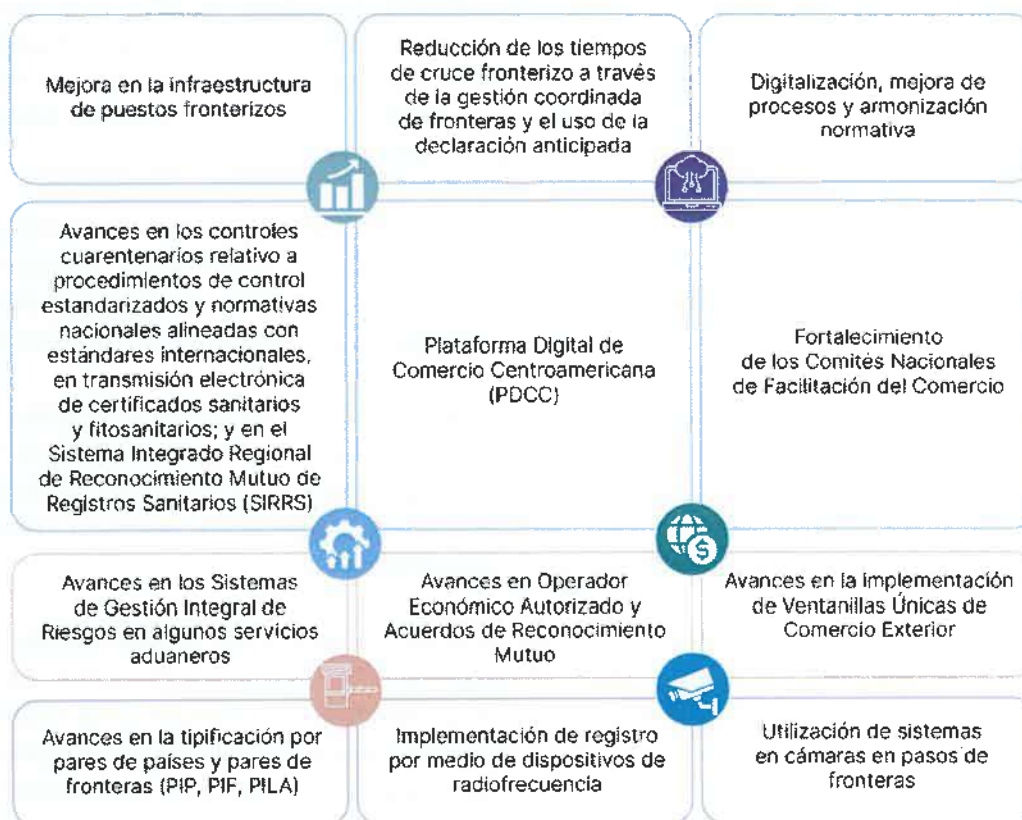 Mejora en la infraestructura
de puestos fronterizos
Reducción de los tiempos
de cruce fronterizo a través
de la gestión coordinada
de fronteras y el uso de la
declaración anticipada
Digitalización, mejora de
procesos y armonización
normativa
Avances en los controles
cuarentenarios relativo a
procedimientos de control
estandarizados y normativas
nacionales alineadas con
estándares internacionales,
en transmisión electrónica
de certificados sanitarios
y fitosanitarios; y en el
Sistema Integrado Regional
de Reconocimiento Mutuo de
Registros Sanitarios (SIRRS)
Plataforma Digital de
Comercio Centroamericana
(PDCC)
Fortalecimiento
de los Comités Nacionales
de Facilitación del Comercio
Avances en los Sistemas
de Gestión Integral de
Riesgos en algunos servicios
aduaneros
Avances en Operador
Económico Autorizado y
Acuerdos de Reconocimiento
Mutuo
Avances en la implementación
de Ventanillas Únicas de
Comercio Exterior
Avances en la tipificación por
pares de países y pares de
fronteras (PIP, PIF, PILA)
Implementación de registro
por medio de dispositivos de
radiofrecuencia
Utilización de sistemas
en cámaras en pasos de
fronteras